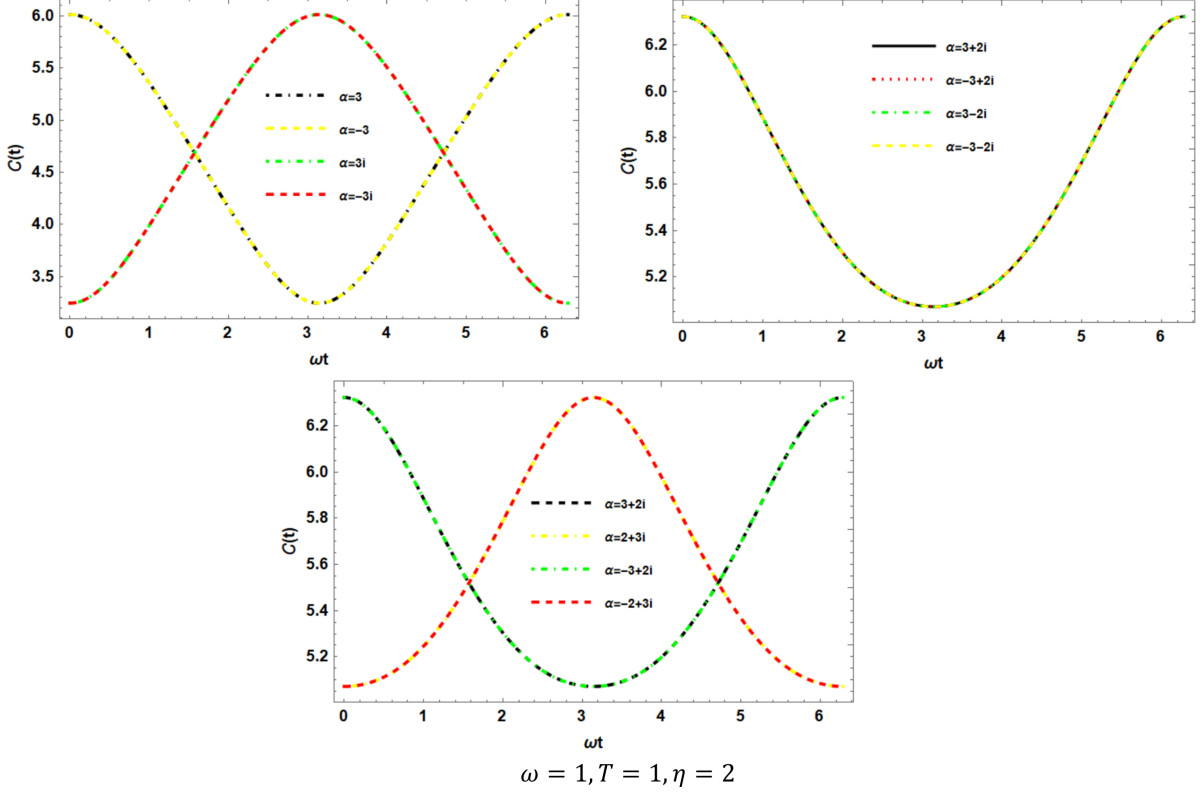 C(t)
6.0
5.5
5.0
4.5
4.0
3.5
0 1 2 3 4 5 6
ωt
α=3
α=−3
α=3i
α=−3i
C(t)
6.2
6.0
5.8
5.6
5.4
5.2
0 1 2 3 4 5 6
ωt
α=3+2i
α=−3+2i
α=3−2i
α=−3−2i
C(t)
6.2
6.0
5.8
5.6
5.4
5.2
0 1 2 3 4 5 6
ωt
α=3+2i
α=2+3i
α=−3+2i
α=−2+3i
ω = 1, T = 1, η = 2